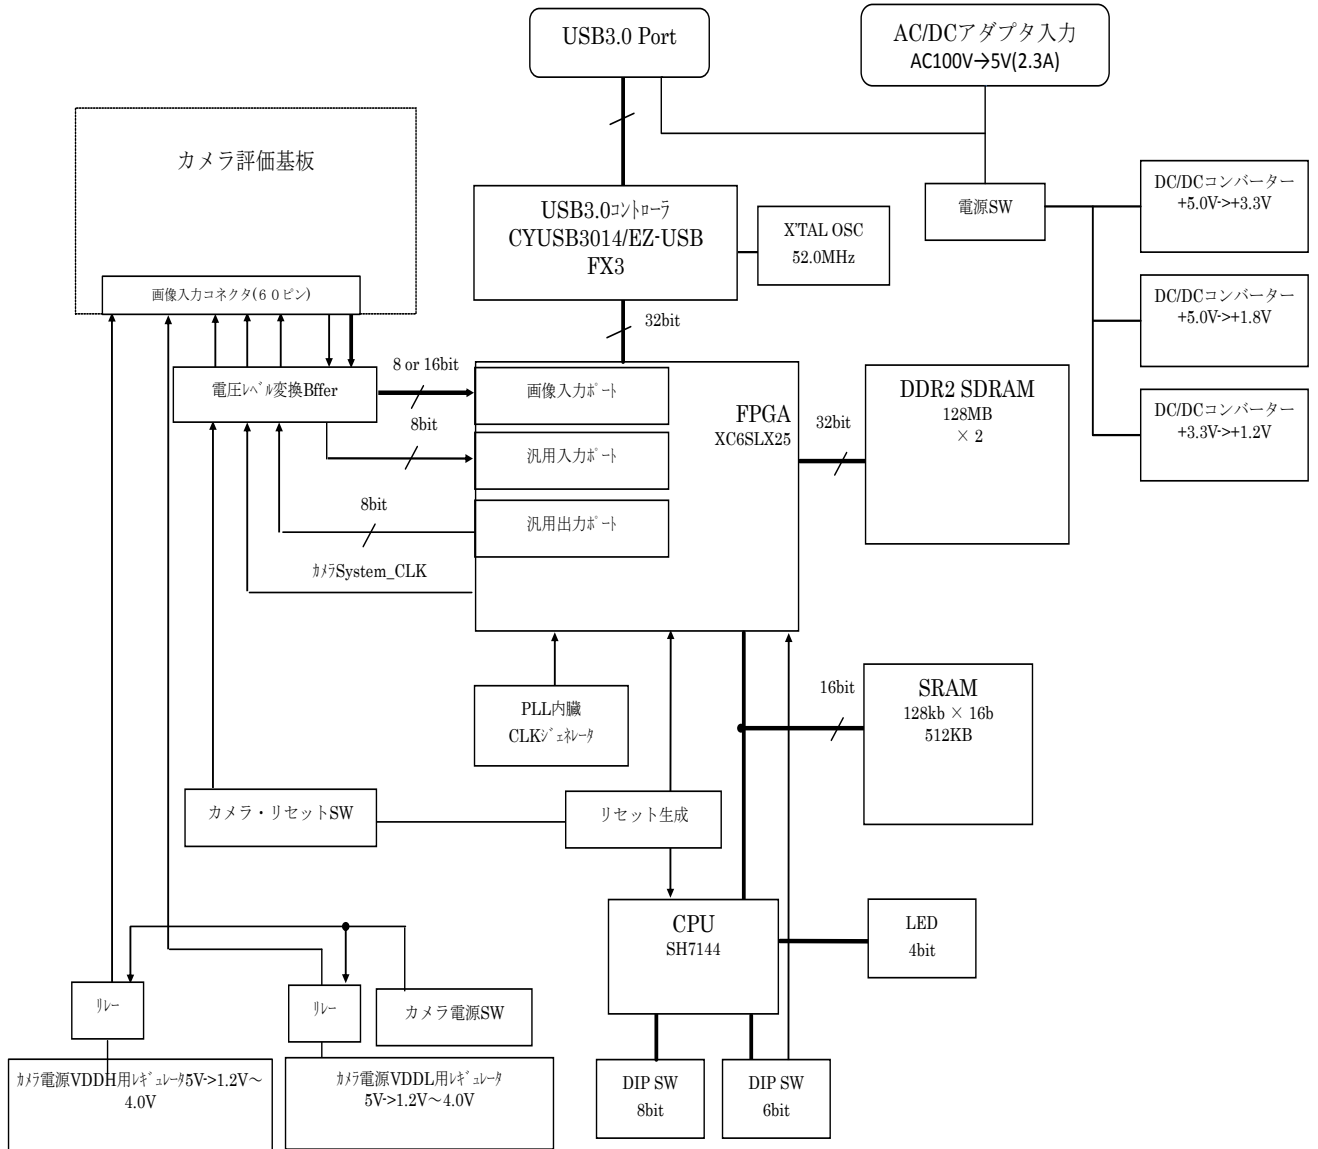 USB3.0 Port
AC/DCアダプタ入力
AC100V→5V(2.3A)
カメラ評価基板
画像入力コネクタ(６０ピン)
USB3.0ｺﾝﾄﾛｰﾗ
CYUSB3014/EZ-USB
FX3
X'TAL OSC
52.0MHz
電源SW
DC/DCコンバーター
+5.0V->+3.3V
DC/DCコンバーター
+5.0V->+1.8V
DC/DCコンバーター
+3.3V->+1.2V
32bit
電圧ﾚﾍﾞﾙ変換Bffer
8 or 16bit
画像入力ﾎﾟｰﾄ
FPGA
XC6SLX25
8bit
汎用入力ﾎﾟｰﾄ
8bit
汎用出力ﾎﾟｰﾄ
ｶﾒﾗSystem_CLK
32bit
DDR2 SDRAM
128MB
× 2
PLL内臓
CLKｼﾞｪﾈﾚｰﾀ
16bit
SRAM
128kb × 16b
512KB
カメラ・リセットSW
リセット生成
CPU
SH7144
LED
4bit
ﾘﾚｰ
ﾘﾚｰ
カメラ電源SW
ｶﾒﾗ電源VDDH用ﾚｷﾞｭﾚｰﾀ5V->1.2V～
4.0V
ｶﾒﾗ電源VDDL用ﾚｷﾞｭﾚｰﾀ
5V->1.2V～4.0V
DIP SW
8bit
DIP SW
6bit